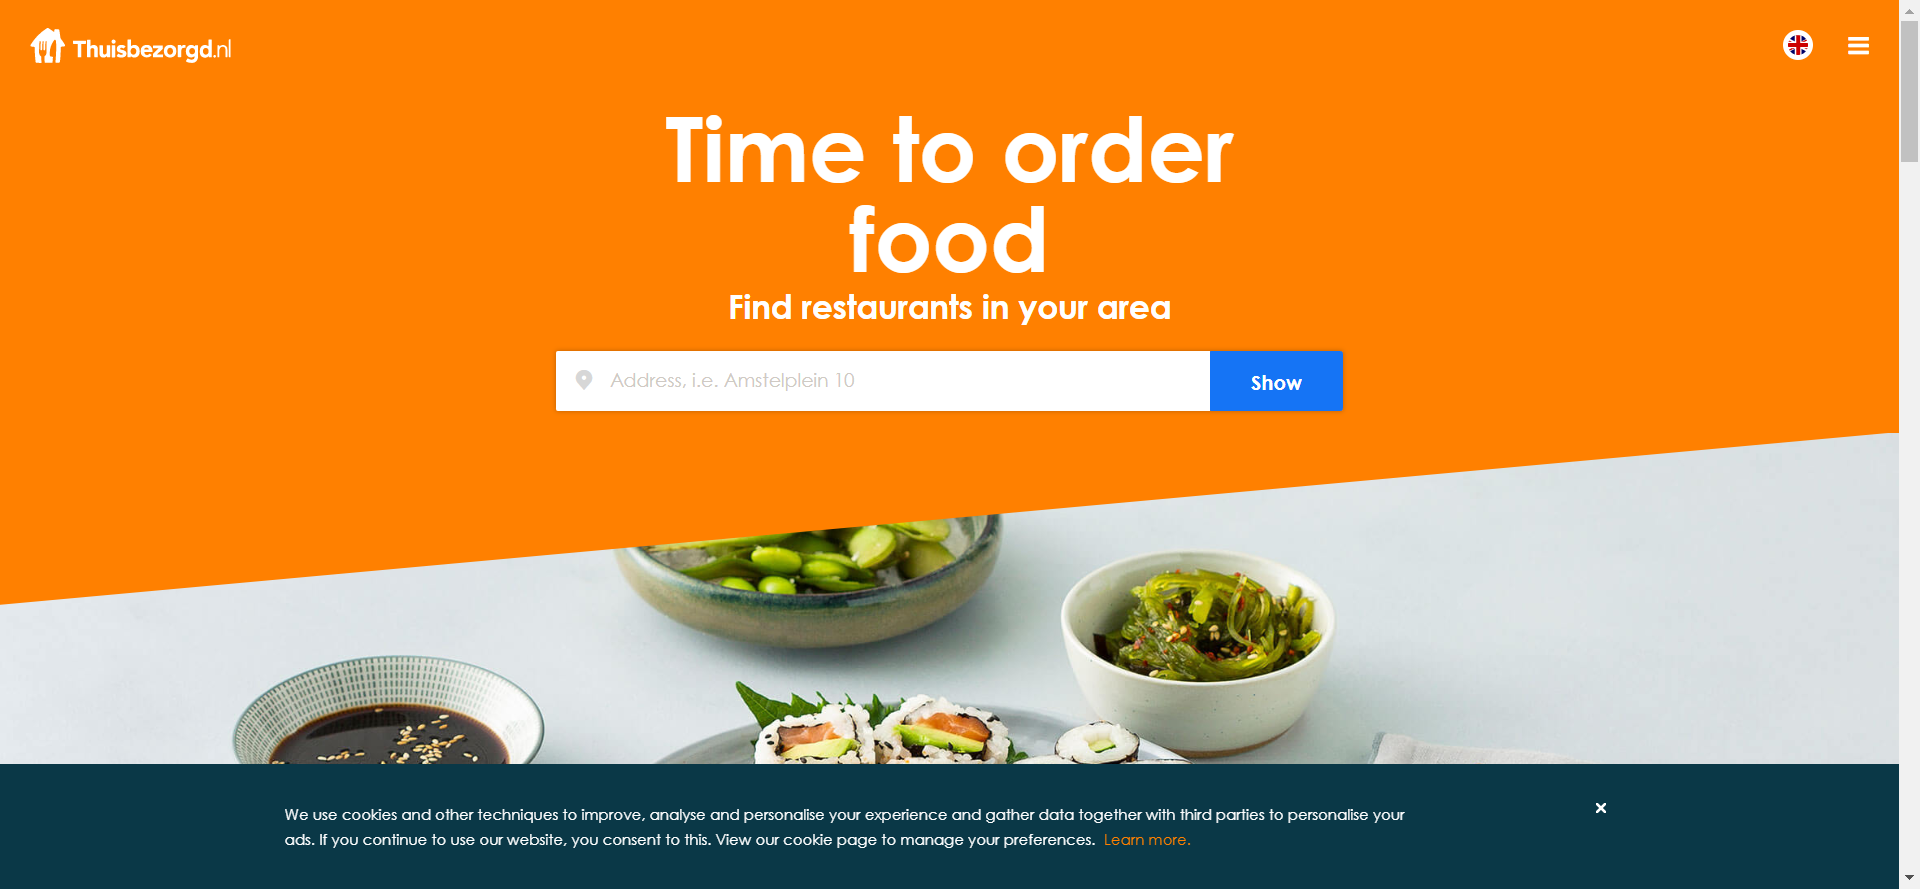 Thuisbezorgd.nl
Time to order
food
Find restaurants in your area
Address, i.e. Amstelplein 10
Show
We use cookies and other techniques to improve, analyse and personalise your experience and gather data together with third parties to personalise your
ads. If you continue to use our website, you consent to this. View our cookie page to manage your preferences. Learn more.